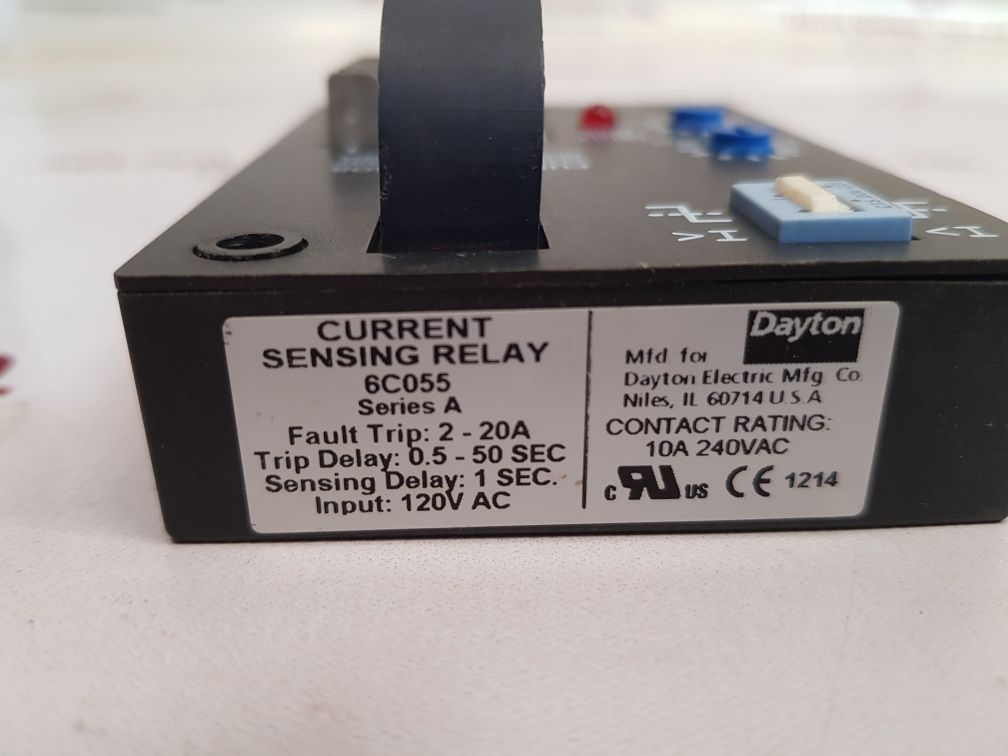 CURRENT
SENSING RELAY
6C055
Series A
Fault Trip: 2 - 20A
Trip Delay: 0.5 - 50 SEC
Sensing Delay: 1 SEC.
Input: 120V AC
Dayton
Mfd for
Dayton Electric Mfg. Co.
Niles, IL 60714 U.S.A
CONTACT RATING:
10A 240VAC
C RU US CE 1214